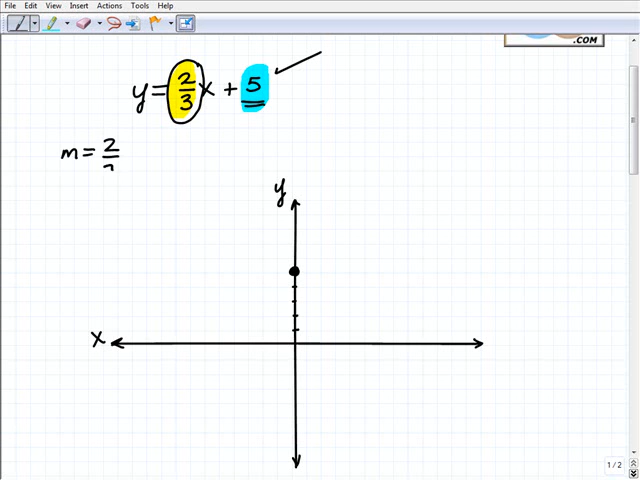 File Edit View Insert Actions Tools Help
.COM
y = 2/3 x + 5
m = 2/
y
x
1 / 2